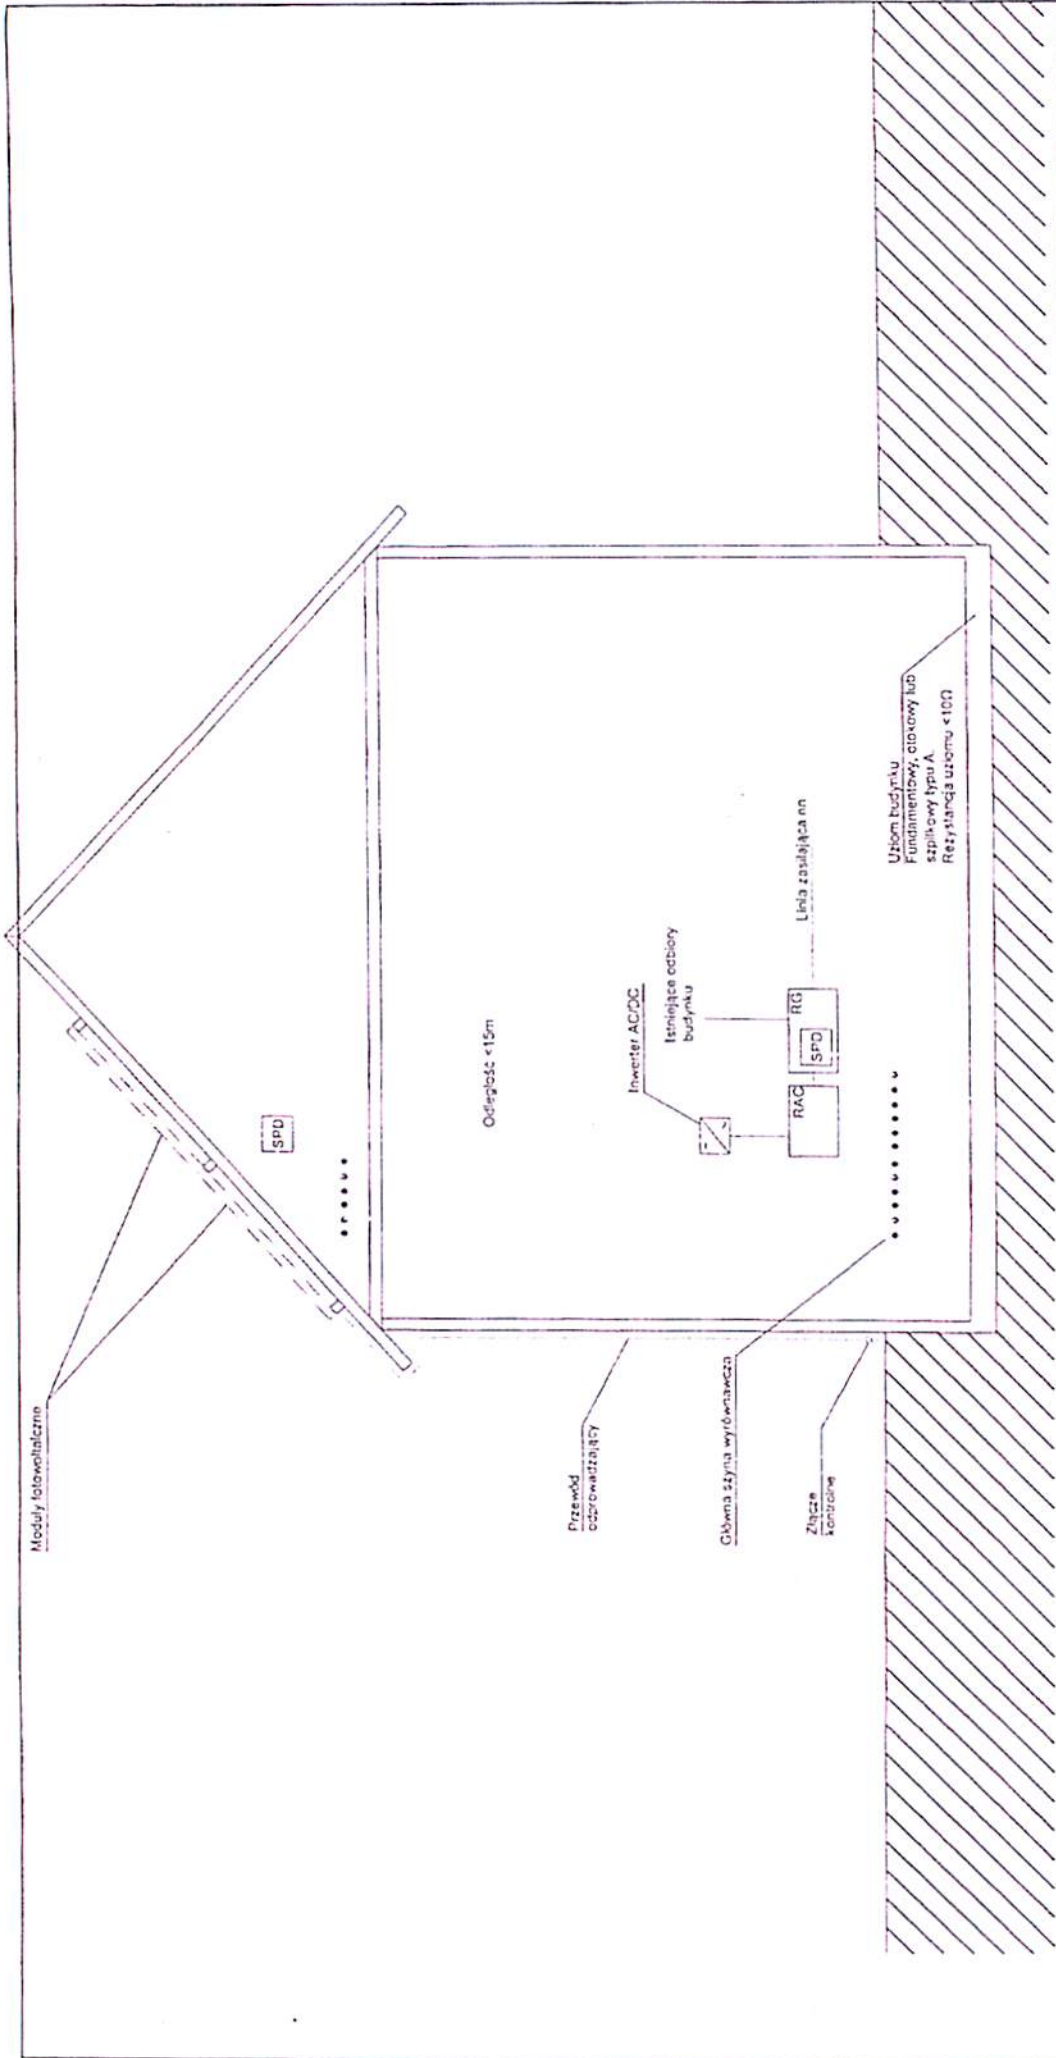 Moduły fotowoltaiczne
SPD
Odległość <15m
Przewód
odprowadzający
Inwerter AC/DC
Istniejące odbiory
budynku
Główna szyna wyrównawcza
RAC
RG
SPD
Linia zasilająca nn
Złącze
kontrolne
Uziom budynku
Fundamentowy, otokowy lub
szpilkowy typu A.
Rezystancja uziomu <10Ω